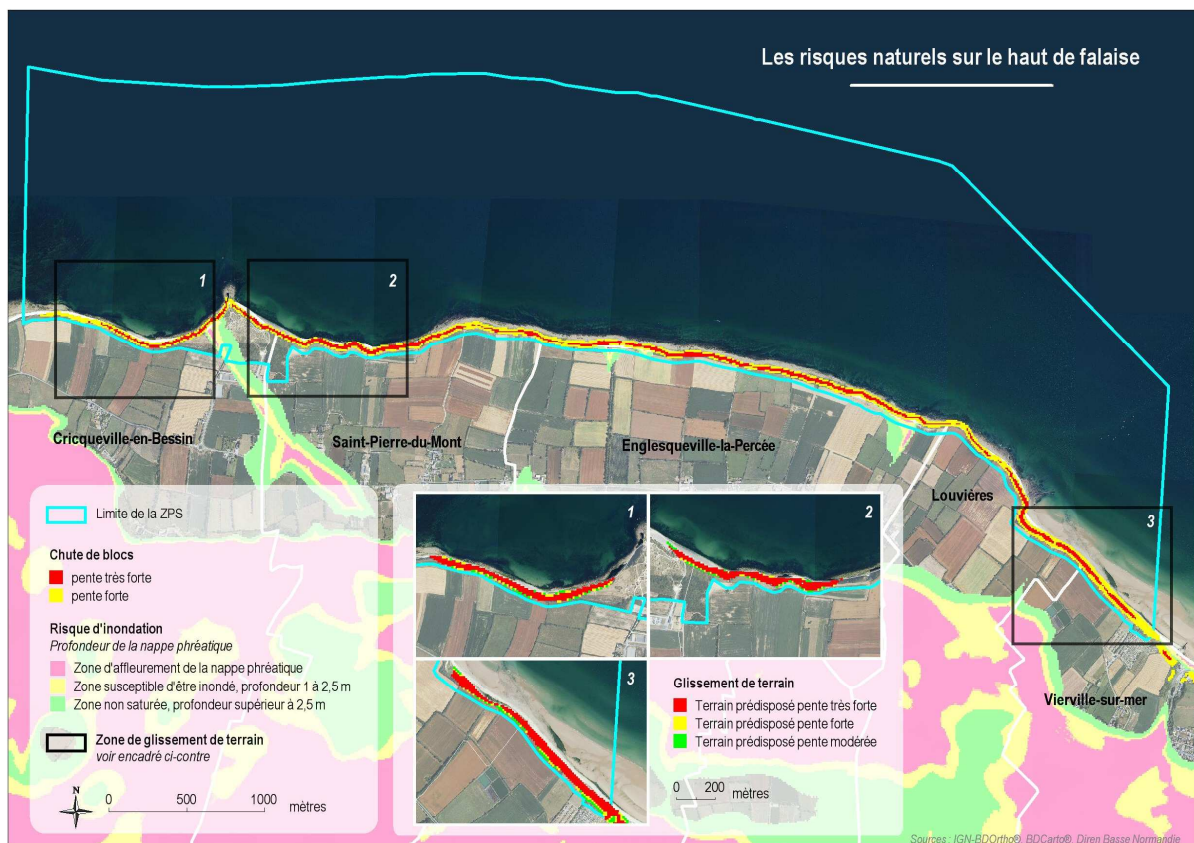 Les risques naturels sur le haut de falaise
1
2
Cricqueville-en-Bessin
Saint-Pierre-du-Mont
Englesqueville-la-Percée
Louvières
3
Vierville-sur-mer
Limite de la ZPS
Chute de blocs
pente très forte
pente forte
Risque d'inondation
Profondeur de la nappe phréatique
Zone d'affleurement de la nappe phréatique
Zone susceptible d'être inondé, profondeur 1 à 2,5 m
Zone non saturée, profondeur supérieur à 2,5 m
Zone de glissement de terrain
voir encadré ci-contre
N
0 500 1000 mètres
1
2
3
Glissement de terrain
Terrain prédisposé pente très forte
Terrain prédisposé pente forte
Terrain prédisposé pente modérée
0 200 mètres
Sources : IGN-BDOrtho®, BDCarto®, Diren Basse Normandie